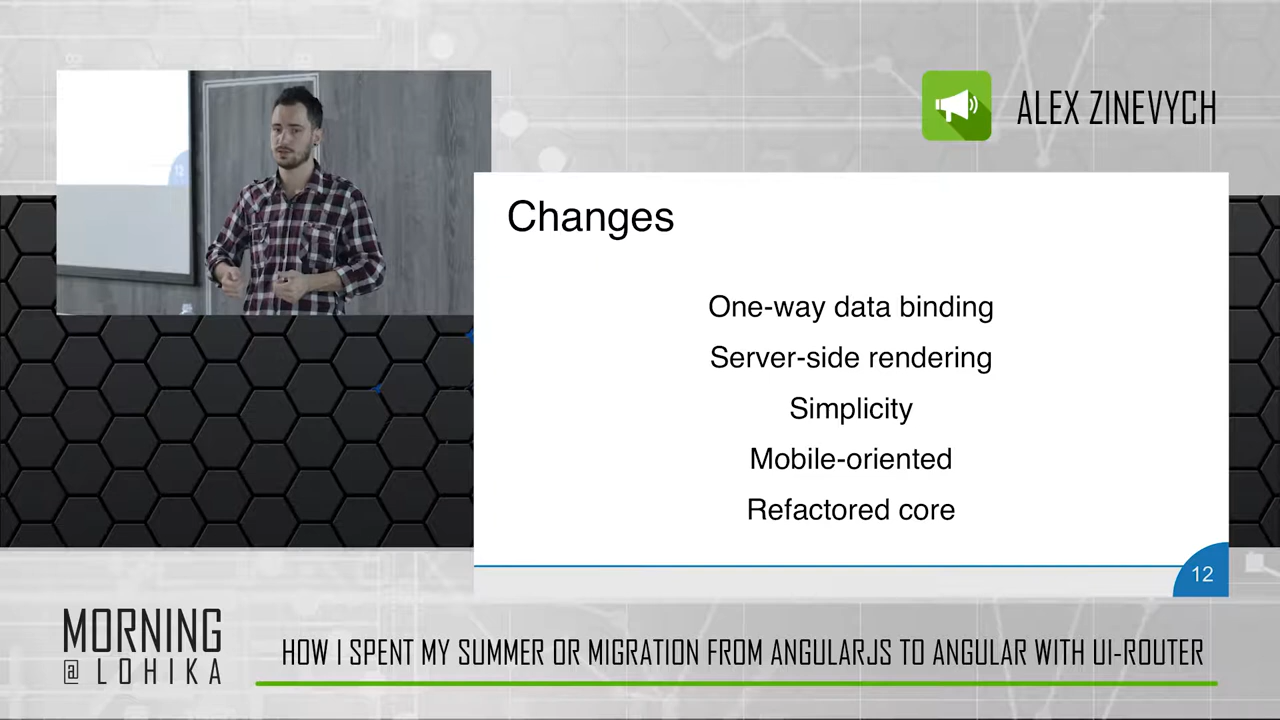 ALEX ZINEVYCH
Changes
One-way data binding
Server-side rendering
Simplicity
Mobile-oriented
Refactored core
12
MORNING
@ LOHIKA
HOW I SPENT MY SUMMER OR MIGRATION FROM ANGULARJS TO ANGULAR WITH UI-ROUTER